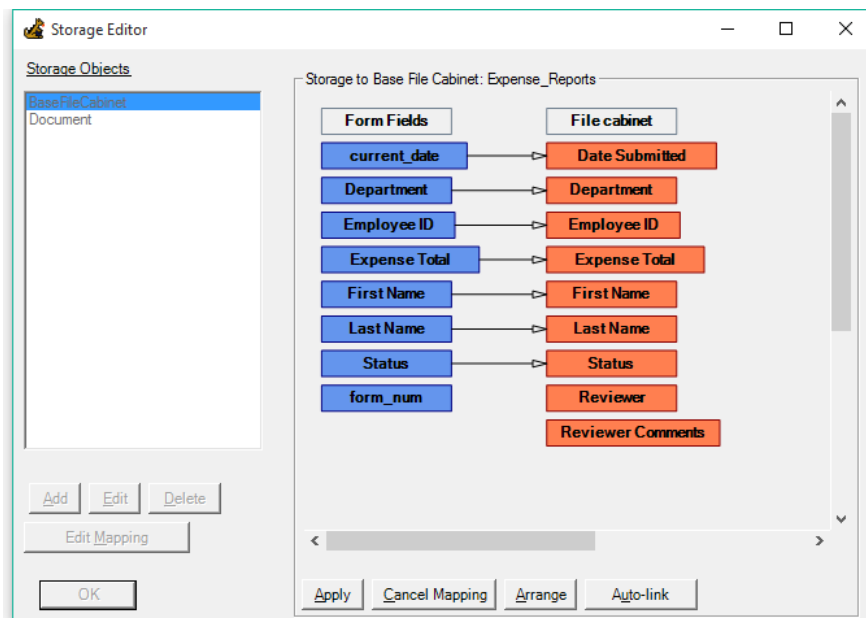 Storage Editor
Storage Objects
BaseFileCabinet
Document
Add Edit Delete
Edit Mapping
OK
Storage to Base File Cabinet: Expense_Reports
Form Fields File cabinet
current_date Date Submitted
Department Department
Employee ID Employee ID
Expense Total Expense Total
First Name First Name
Last Name Last Name
Status Status
form_num Reviewer
Reviewer Comments
Apply Cancel Mapping Arrange Auto-link